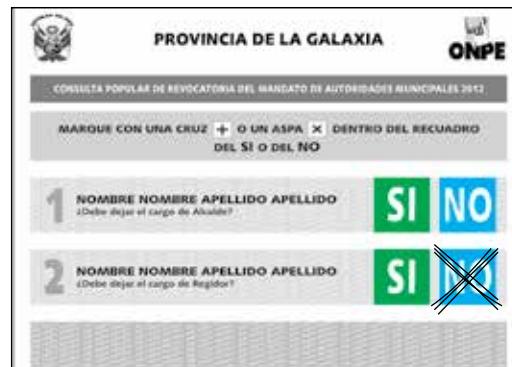 PROVINCIA DE LA GALAXIA
ONPE
CONSULTA POPULAR DE REVOCATORIA DEL MANDATO DE AUTORIDADES MUNICIPALES 2012
MARQUE CON UNA CRUZ + O UN ASPA × DENTRO DEL RECUADRO
DEL SI O DEL NO
1 NOMBRE NOMBRE APELLIDO APELLIDO SI NO
¿Debe dejar el cargo de Alcalde?
2 NOMBRE NOMBRE APELLIDO APELLIDO SI NO
¿Debe dejar el cargo de Regidor?